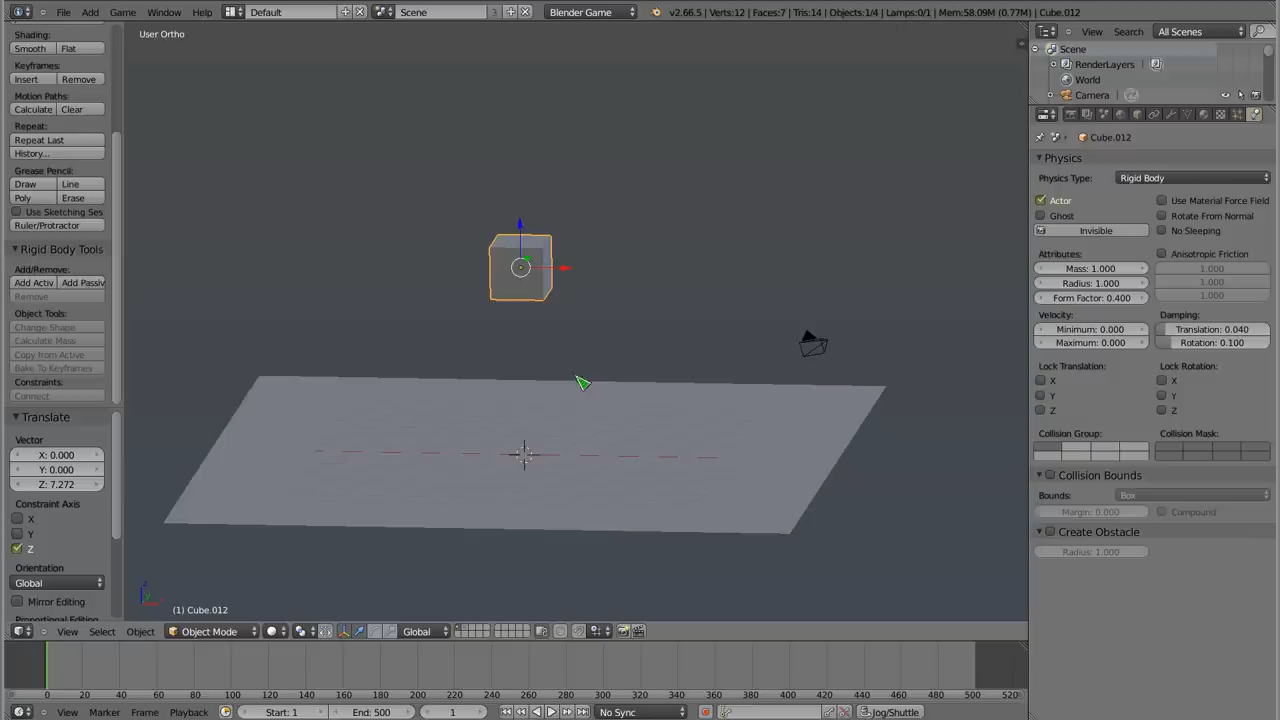 File Add Game Window Help Default Scene 3 Blender Game v2.66.5 | Verts:12 | Faces:7 | Tris:14 | Objects:1/4 | Lamps:0/1 | Mem:58.09M (0.77M) | Cube.012
Shading:
Smooth Flat
Keyframes:
Insert Remove
Motion Paths:
Calculate Clear
Repeat:
Repeat Last
History...
Grease Pencil:
Draw Line
Poly Erase
Use Sketching Ses
Ruler/Protractor
Rigid Body Tools
Add/Remove:
Add Activ Add Passiv
Remove
Object Tools:
Change Shape
Calculate Mass
Copy from Active
Bake To Keyframes
Constraints:
Connect
Translate
Vector
X: 0.000
Y: 0.000
Z: 7.272
Constraint Axis
X
Y
Z
Orientation
Global
Mirror Editing
User Ortho
z
(1) Cube.012
View Select Object Object Mode Global
0 20 40 60 80 100 120 140 160 180 200 220 240 260 280 300 320 340 360 380 400 420 440 460 480 500 520
View Marker Frame Playback Start: 1 End: 500 1 No Sync Jog/Shuttle
View Search All Scenes
Scene
RenderLayers
World
Camera
Cube.012
Physics
Physics Type: Rigid Body
Actor Use Material Force Field
Ghost Rotate From Normal
Invisible No Sleeping
Attributes: Anisotropic Friction
Mass: 1.000 1.000
Radius: 1.000 1.000
Form Factor: 0.400 1.000
Velocity: Damping:
Minimum: 0.000 Translation: 0.040
Maximum: 0.000 Rotation: 0.100
Lock Translation: Lock Rotation:
X X
Y Y
Z Z
Collision Group: Collision Mask:
Collision Bounds
Bounds: Box
Margin: 0.000 Compound
Create Obstacle
Radius: 1.000